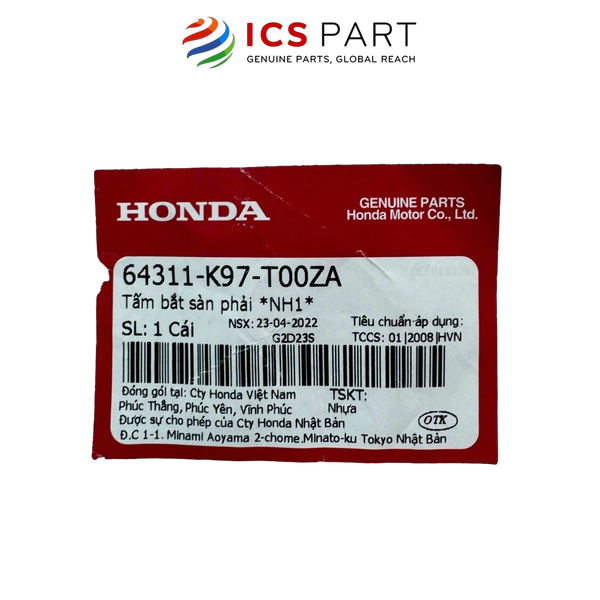 ICS PART
GENUINE PARTS, GLOBAL REACH
HONDA
GENUINE PARTS
Honda Motor Co., Ltd.
64311-K97-T00ZA
Tấm bắt sàn phải *NH1*
SL: 1 Cái
NSX: 23-04-2022
G2D23S
Tiêu chuẩn áp dụng:
TCCS: 01|2008|HVN
Đóng gói tại: Cty Honda Việt Nam
Phúc Thắng, Phúc Yên, Vĩnh Phúc
TSKT:
Nhựa
Được sự cho phép của Cty Honda Nhật Bản
Đ.C 1-1. Minami Aoyama 2-chome.Minato-ku Tokyo Nhật Bản
OTK